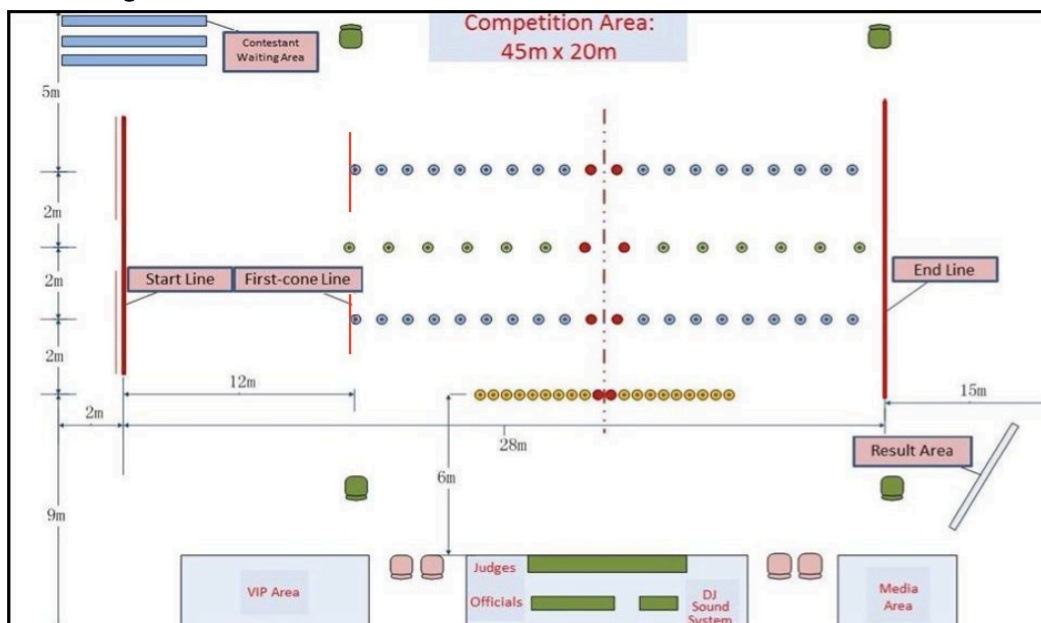 Competition Area:
45m x 20m
Contestant
Waiting Area
5m
2m
Start Line
First-cone Line
End Line
2m
2m
12m
15m
2m
28m
Result Area
6m
9m
Judges
VIP Area
Officials
DJ
Sound
System
Media
Area